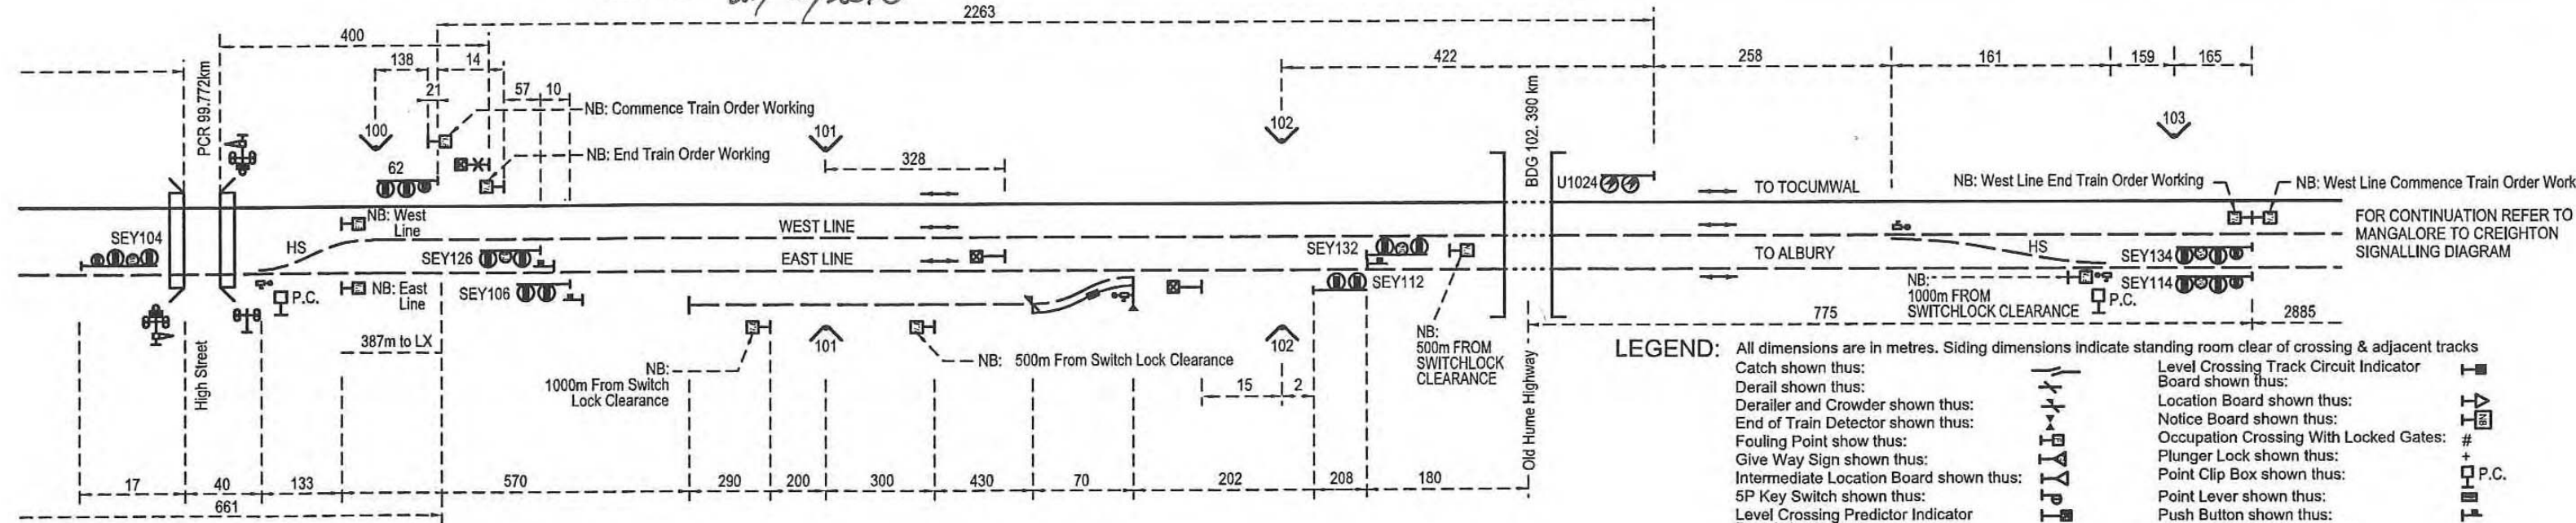 2263
400
138
14
21
57
10
422
258
161
159
165
PCR 99.772km
NB: Commence Train Order Working
NB: End Train Order Working
100
101
102
103
328
62
BDG 102. 390 km
U1024
TO TOCUMWAL
NB: West Line End Train Order Working
NB: West Line Commence Train Order Work
SEY104
HS
NB: West
Line
WEST LINE
SEY126
EAST LINE
SEY132
TO ALBURY
HS
SEY134
FOR CONTINUATION REFER TO
MANGALORE TO CREIGHTON
SIGNALLING DIAGRAM
P.C.
NB: East
Line
SEY106
SEY112
NB:
1000m FROM
SWITCHLOCK CLEARANCE
SEY114
P.C.
High Street
387m to LX
NB:
1000m From Switch
Lock Clearance
101
NB: 500m From Switch Lock Clearance
102
15
2
NB:
500m FROM
SWITCHLOCK
CLEARANCE
Old Hume Highway
775
2885
17
40
133
570
290
200
300
430
70
202
208
180
661
LEGEND: All dimensions are in metres. Siding dimensions indicate standing room clear of crossing & adjacent tracks
Catch shown thus:
Derail shown thus:
Derailer and Crowder shown thus:
End of Train Detector shown thus:
Fouling Point show thus:
Give Way Sign shown thus:
Intermediate Location Board shown thus:
5P Key Switch shown thus:
Level Crossing Predictor Indicator
Level Crossing Track Circuit Indicator
Board shown thus:
Location Board shown thus:
Notice Board shown thus:
Occupation Crossing With Locked Gates: #
Plunger Lock shown thus: +
Point Clip Box shown thus: P.C.
Point Lever shown thus:
Push Button shown thus: